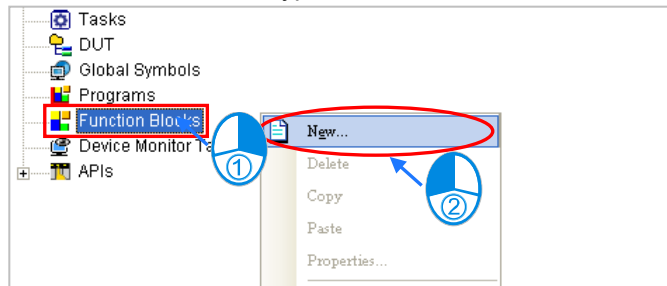 Tasks
DUT
Global Symbols
Programs
Function Blocks
Device Monitor Ta
APIs
New...
Delete
Copy
Paste
Properties...
1
2